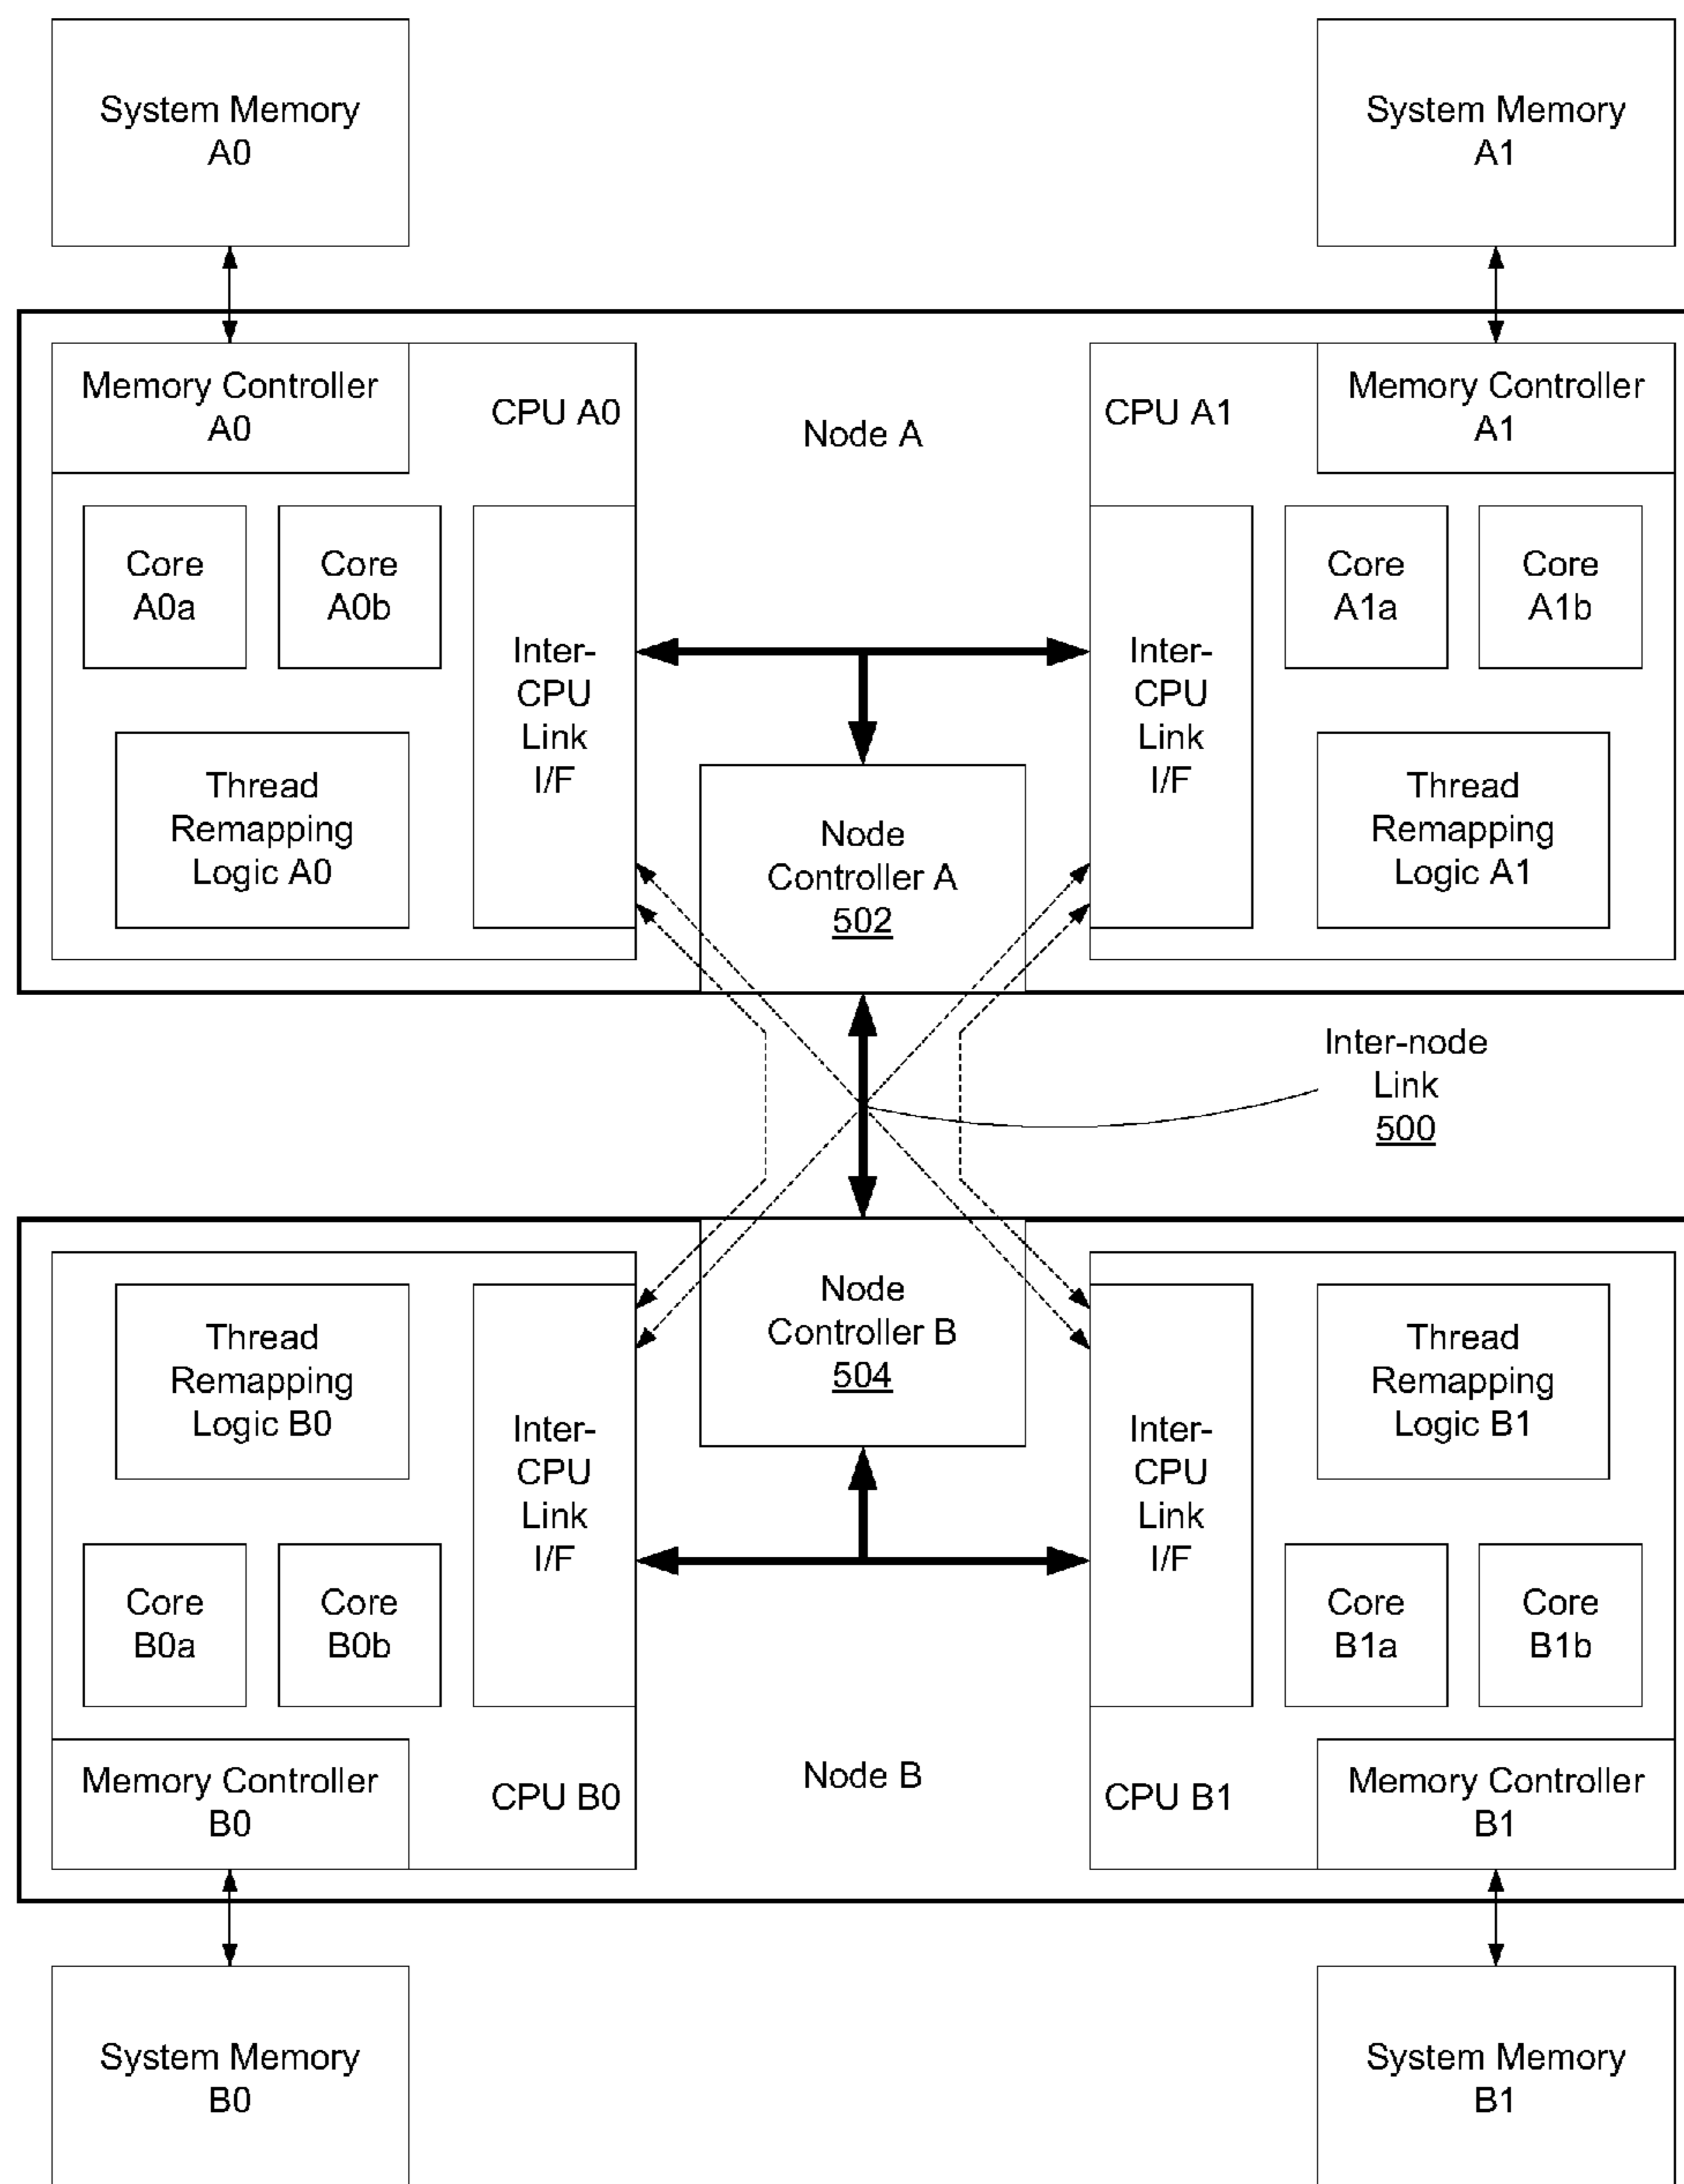 System Memory
A0
System Memory
A1
Memory Controller
A0
CPU A0
Node A
CPU A1
Memory Controller
A1
Core
A0a
Core
A0b
Inter-
CPU
Link
I/F
Inter-
CPU
Link
I/F
Core
A1a
Core
A1b
Thread
Remapping
Logic A0
Node
Controller A
502
Thread
Remapping
Logic A1
Inter-node
Link
500
Thread
Remapping
Logic B0
Inter-
CPU
Link
I/F
Node
Controller B
504
Inter-
CPU
Link
I/F
Thread
Remapping
Logic B1
Core
B0a
Core
B0b
Core
B1a
Core
B1b
Memory Controller
B0
CPU B0
Node B
CPU B1
Memory Controller
B1
System Memory
B0
System Memory
B1